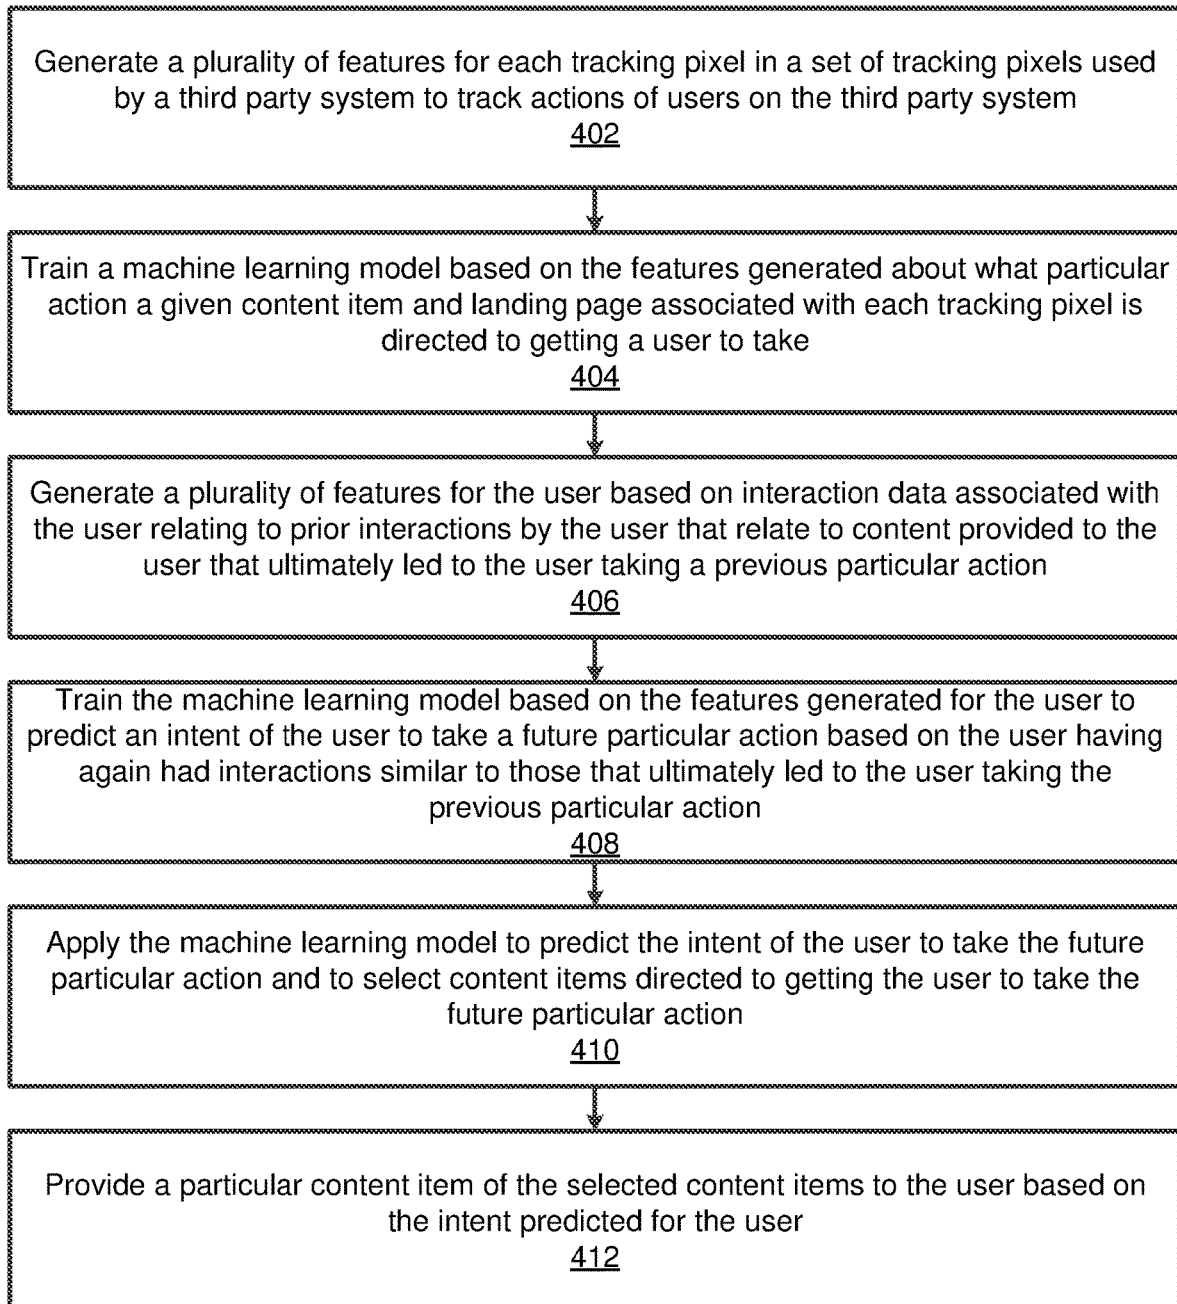 Generate a plurality of features for each tracking pixel in a set of tracking pixels used
by a third party system to track actions of users on the third party system
402
Train a machine learning model based on the features generated about what particular
action a given content item and landing page associated with each tracking pixel is
directed to getting a user to take
404
Generate a plurality of features for the user based on interaction data associated with
the user relating to prior interactions by the user that relate to content provided to the
user that ultimately led to the user taking a previous particular action
406
Train the machine learning model based on the features generated for the user to
predict an intent of the user to take a future particular action based on the user having
again had interactions similar to those that ultimately led to the user taking the
previous particular action
408
Apply the machine learning model to predict the intent of the user to take the future
particular action and to select content items directed to getting the user to take the
future particular action
410
Provide a particular content item of the selected content items to the user based on
the intent predicted for the user
412